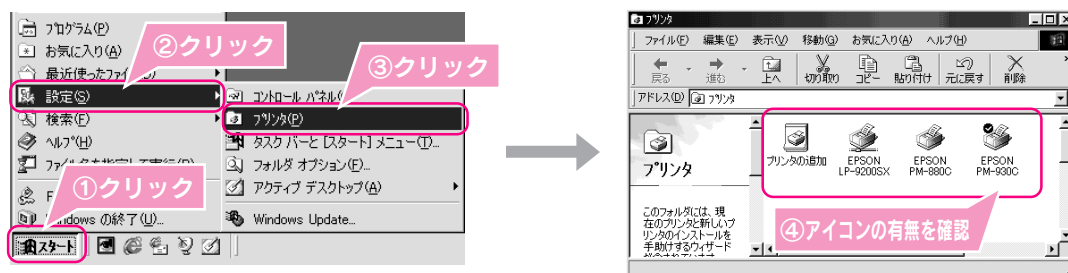 プログラム(P)
お気に入り(A)
②クリック
最近使ったファイル(D)
設定(S)
検索(F)
ヘルプ(H)
①クリック
Windows の終了(U)...
スタート
③クリック
コントロール パネル(
プリンタ(P)
タスク バーと [スタート] メニュー(T)...
フォルダ オプション(F)...
アクティブ デスクトップ(A)
Windows Update...
プリンタ
ファイル(F) 編集(E) 表示(V) 移動(G) お気に入り(A) ヘルプ(H)
戻る 進む 上へ 切り取り コピー 貼り付け 元に戻す 削除
アドレス(D) プリンタ
プリンタ
このフォルダには、現
在のプリンタと新しいプ
リンタのインストールを
手助けするウィザード
プリンタの追加
EPSON
LP-9200SX
EPSON
PM-880C
EPSON
PM-930C
④アイコンの有無を確認